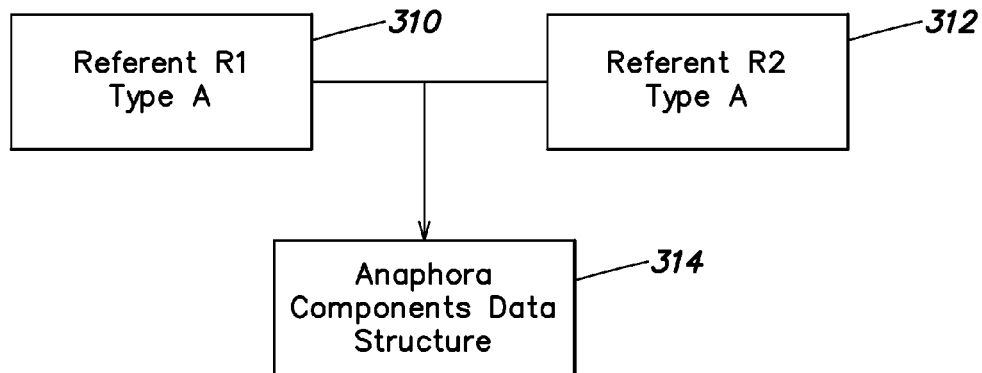 310
Referent R1
Type A
312
Referent R2
Type A
314
Anaphora
Components Data
Structure